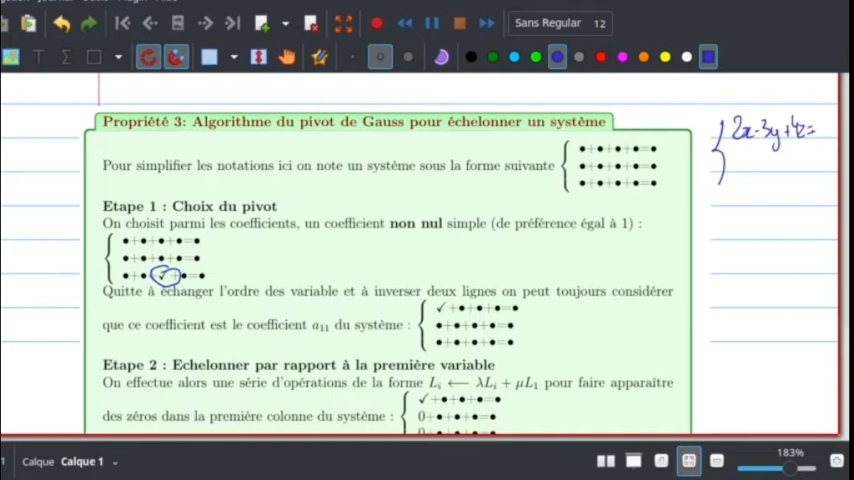 Sans Regular 12
Propriété 3: Algorithme du pivot de Gauss pour échelonner un système
2x-3y+4z=
Pour simplifier les notations ici on note un système sous la forme suivante { •+•+•+•=•
•+•+•+•=•
•+•+•+•=•
Etape 1 : Choix du pivot
On choisit parmi les coefficients, un coefficient non nul simple (de préférence égal à 1) :
{ •+•+•+•=•
•+•+•+•=•
•+•+✓+•=•
Quitte à échanger l'ordre des variable et à inverser deux lignes on peut toujours considérer
que ce coefficient est le coefficient a₁₁ du système : { ✓+•+•+•=•
•+•+•+•=•
•+•+•+•=•
Etape 2 : Echelonner par rapport à la première variable
On effectue alors une série d'opérations de la forme Lᵢ ⟵ λLᵢ + μL₁ pour faire apparaître
des zéros dans la première colonne du système : { ✓+•+•+•=•
0+•+•+•=•
Calque Calque 1
183%